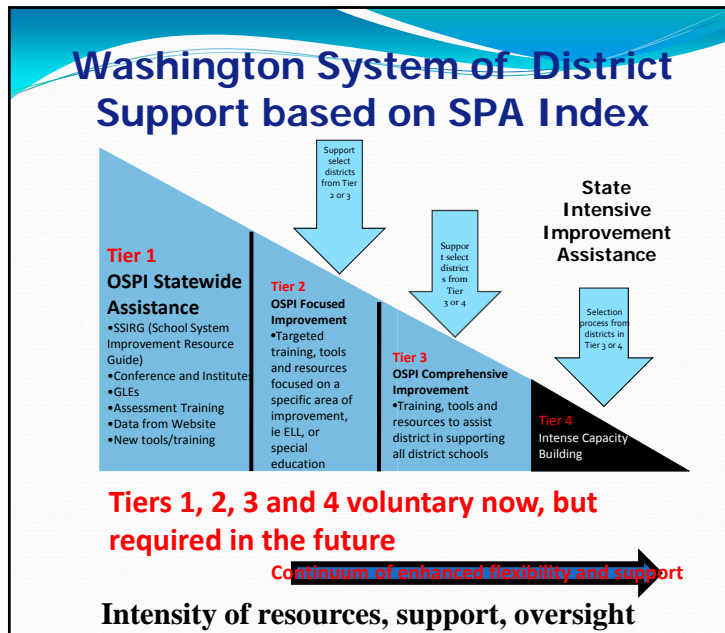 Washington System of District
Support based on SPA Index
Support
select
districts
from Tier
2 or 3
Suppor
t select
district
s from
Tier
3 or 4
State
Intensive
Improvement
Assistance
Selection
process from
districts in
Tier 3 or 4
Tier 1
OSPI Statewide
Assistance
•SSIRG (School System
Improvement Resource
Guide)
•Conference and Institutes
•GLEs
•Assessment Training
•Data from Website
•New tools/training
Tier 2
OSPI Focused
Improvement
•Targeted
training, tools
and resources
focused on a
specific area of
improvement,
ie ELL, or
special
education
Tier 3
OSPI Comprehensive
Improvement
•Training, tools and
resources to assist
district in supporting
all district schools
Tier 4
Intense Capacity
Building
Tiers 1, 2, 3 and 4 voluntary now, but
required in the future
Continuum of enhanced flexibility and support
Intensity of resources, support, oversight